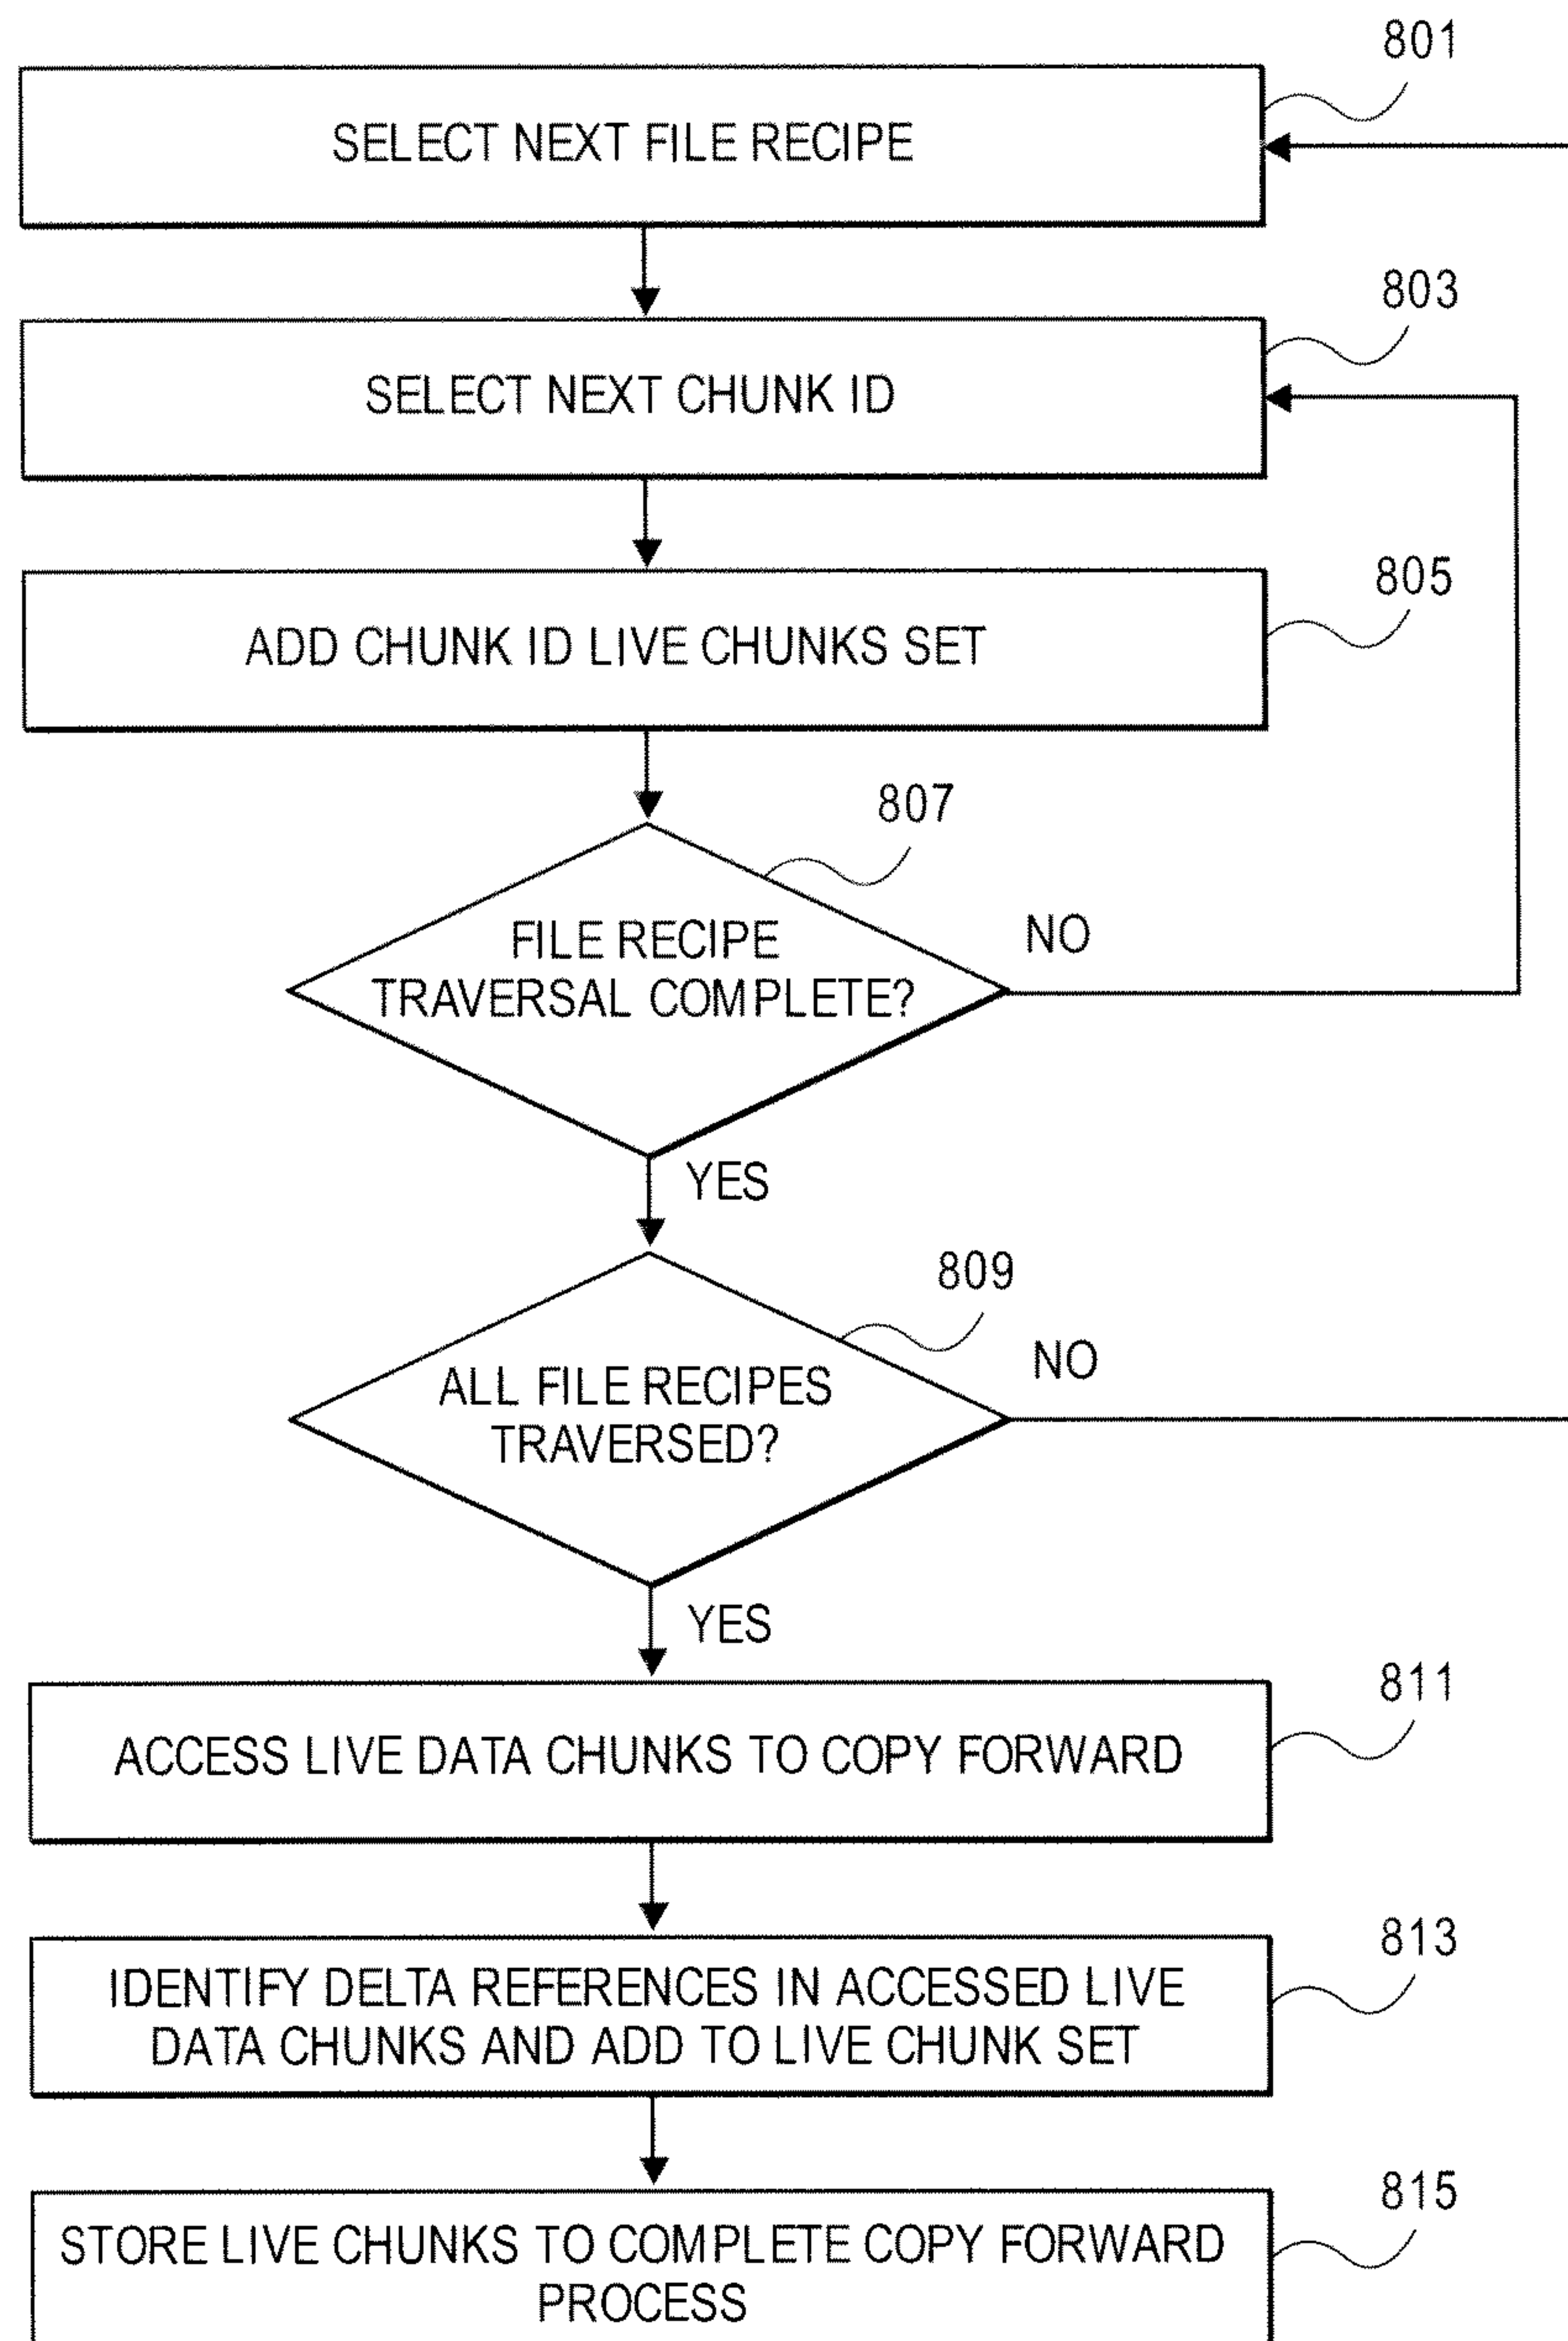 801
SELECT NEXT FILE RECIPE
803
SELECT NEXT CHUNK ID
805
ADD CHUNK ID LIVE CHUNKS SET
807
FILE RECIPE
TRAVERSAL COMPLETE?
NO
YES
809
ALL FILE RECIPES
TRAVERSED?
NO
YES
811
ACCESS LIVE DATA CHUNKS TO COPY FORWARD
813
IDENTIFY DELTA REFERENCES IN ACCESSED LIVE
DATA CHUNKS AND ADD TO LIVE CHUNK SET
815
STORE LIVE CHUNKS TO COMPLETE COPY FORWARD
PROCESS